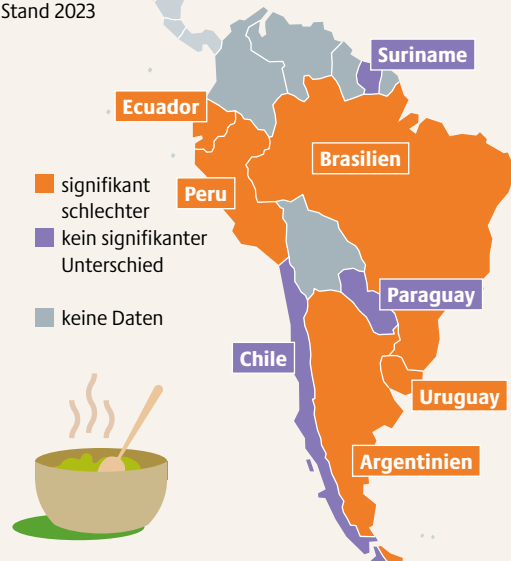 Stand 2023
Suriname
Ecuador
Brasilien
signifikant
schlechter
Peru
kein signifikanter
Unterschied
Paraguay
keine Daten
Chile
Uruguay
Argentinien